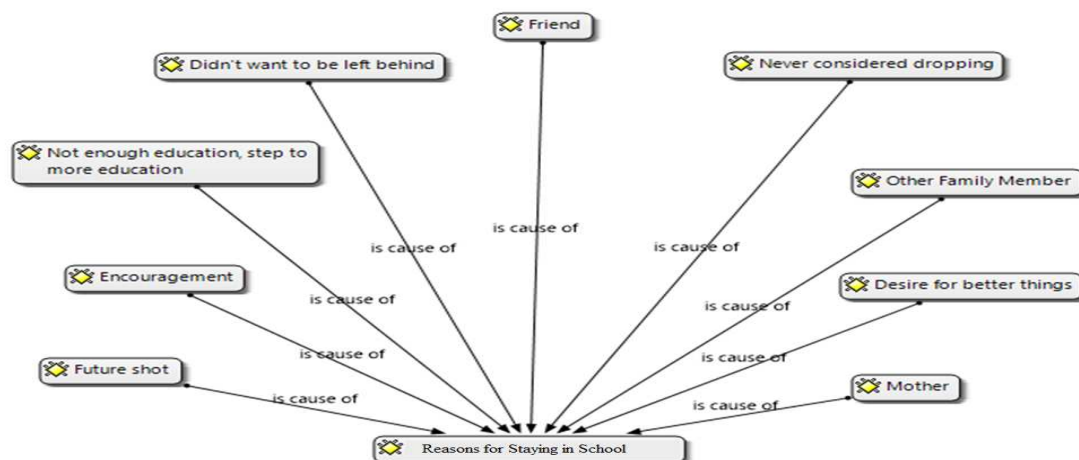 Friend
Didn't want to be left behind
Never considered dropping
Not enough education, step to
more education
Other Family Member
is cause of
is cause of
is cause of
Encouragement
Desire for better things
is cause of
is cause of
is cause of
is cause of
Future shot
Mother
is cause of
is cause of
Reasons for Staying in School